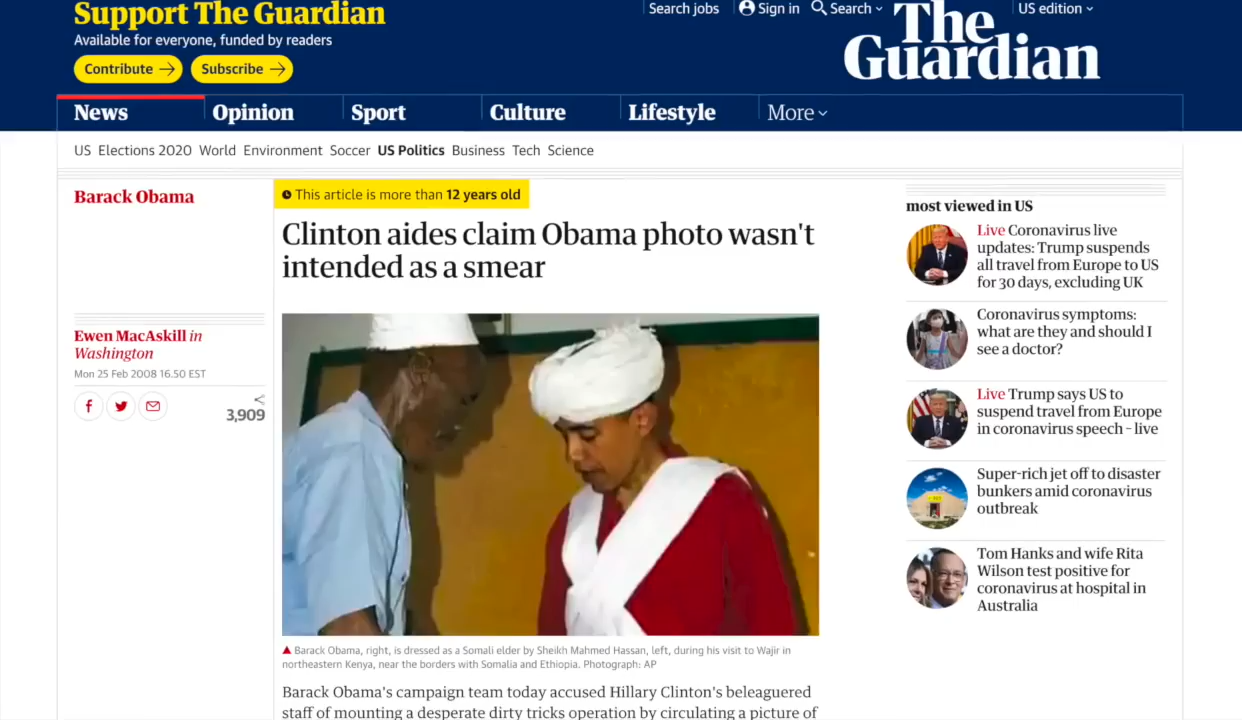 Support The Guardian
Available for everyone, funded by readers
Contribute
Subscribe
Search jobs
Sign in
Search
US edition
The
Guardian
News
Opinion
Sport
Culture
Lifestyle
More
US Elections 2020 World Environment Soccer US Politics Business Tech Science
Barack Obama
This article is more than 12 years old
Clinton aides claim Obama photo wasn't
intended as a smear
Ewen MacAskill in
Washington
Mon 25 Feb 2008 16.50 EST
3,909
Barack Obama, right, is dressed as a Somali elder by Sheikh Mahmed Hassan, left, during his visit to Wajir in
northeastern Kenya, near the borders with Somalia and Ethiopia. Photograph: AP
Barack Obama's campaign team today accused Hillary Clinton's beleaguered
staff of mounting a desperate dirty tricks operation by circulating a picture of
most viewed in US
Live Coronavirus live
updates: Trump suspends
all travel from Europe to US
for 30 days, excluding UK
Coronavirus symptoms:
what are they and should I
see a doctor?
Live Trump says US to
suspend travel from Europe
in coronavirus speech – live
Super-rich jet off to disaster
bunkers amid coronavirus
outbreak
Tom Hanks and wife Rita
Wilson test positive for
coronavirus at hospital in
Australia